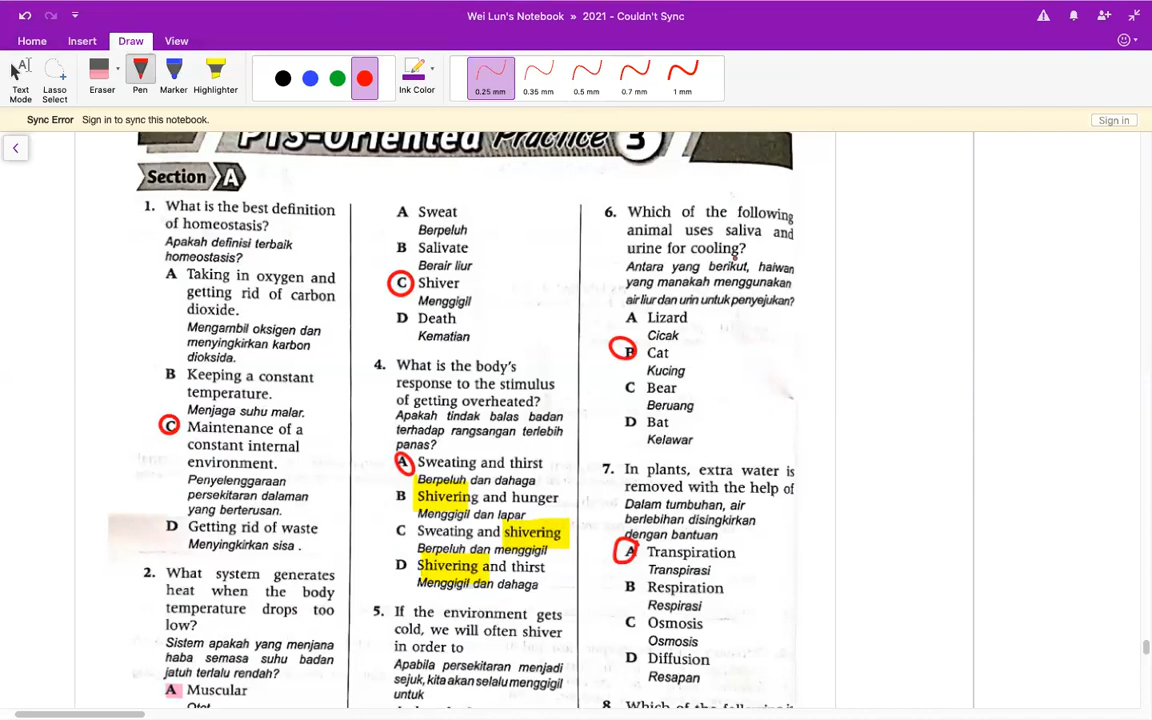 Wei Lun's Notebook » 2021 - Couldn't Sync
Home Insert Draw View
Text Mode
Lasso Select
Eraser
Pen
Marker
Highlighter
Ink Color
0.25 mm
0.35 mm
0.5 mm
0.7 mm
1 mm
Sync Error Sign in to sync this notebook.
Sign in
PT3-Oriented Practice 3
Section A
1. What is the best definition
of homeostasis?
Apakah definisi terbaik
homeostasis?
A Taking in oxygen and
getting rid of carbon
dioxide.
Mengambil oksigen dan
menyingkirkan karbon
dioksida.
B Keeping a constant
temperature.
Menjaga suhu malar.
C Maintenance of a
constant internal
environment.
Penyelenggaraan
persekitaran dalaman
yang berterusan.
D Getting rid of waste
Menyingkirkan sisa .
2. What system generates
heat when the body
temperature drops too
low?
Sistem apakah yang menjana
haba semasa suhu badan
jatuh terlalu rendah?
A Muscular
Otot
A Sweat
Berpeluh
B Salivate
Berair liur
C Shiver
Menggigil
D Death
Kematian
4. What is the body's
response to the stimulus
of getting overheated?
Apakah tindak balas badan
terhadap rangsangan terlebih
panas?
A Sweating and thirst
Berpeluh dan dahaga
B Shivering and hunger
Menggigil dan lapar
C Sweating and shivering
Berpeluh dan menggigil
D Shivering and thirst
Menggigil dan dahaga
5. If the environment gets
cold, we will often shiver
in order to
Apabila persekitaran menjadi
sejuk, kita akan selalu menggigil
untuk
6. Which of the following
animal uses saliva and
urine for cooling?
Antara yang berikut, haiwan
yang manakah menggunakan
air liur dan urin untuk penyejukan?
A Lizard
Cicak
B Cat
Kucing
C Bear
Beruang
D Bat
Kelawar
7. In plants, extra water is
removed with the help of
Dalam tumbuhan, air
berlebihan disingkirkan
dengan bantuan
A Transpiration
Transpirasi
B Respiration
Respirasi
C Osmosis
Osmosis
D Diffusion
Resapan
8. Which of the following is